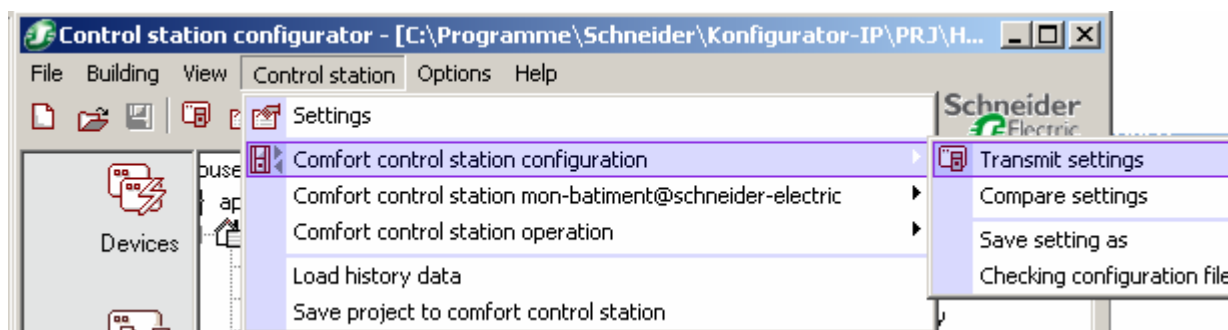 Control station configurator - [C:\Programme\Schneider\Konfigurator-IP\PRJ\H...
File Building View Control station Options Help
Settings
Schneider
Electric
Comfort control station configuration
Transmit settings
Comfort control station mon-batiment@schneider-electric
Compare settings
Devices
Comfort control station operation
Save setting as
Load history data
Checking configuration file
Save project to comfort control station